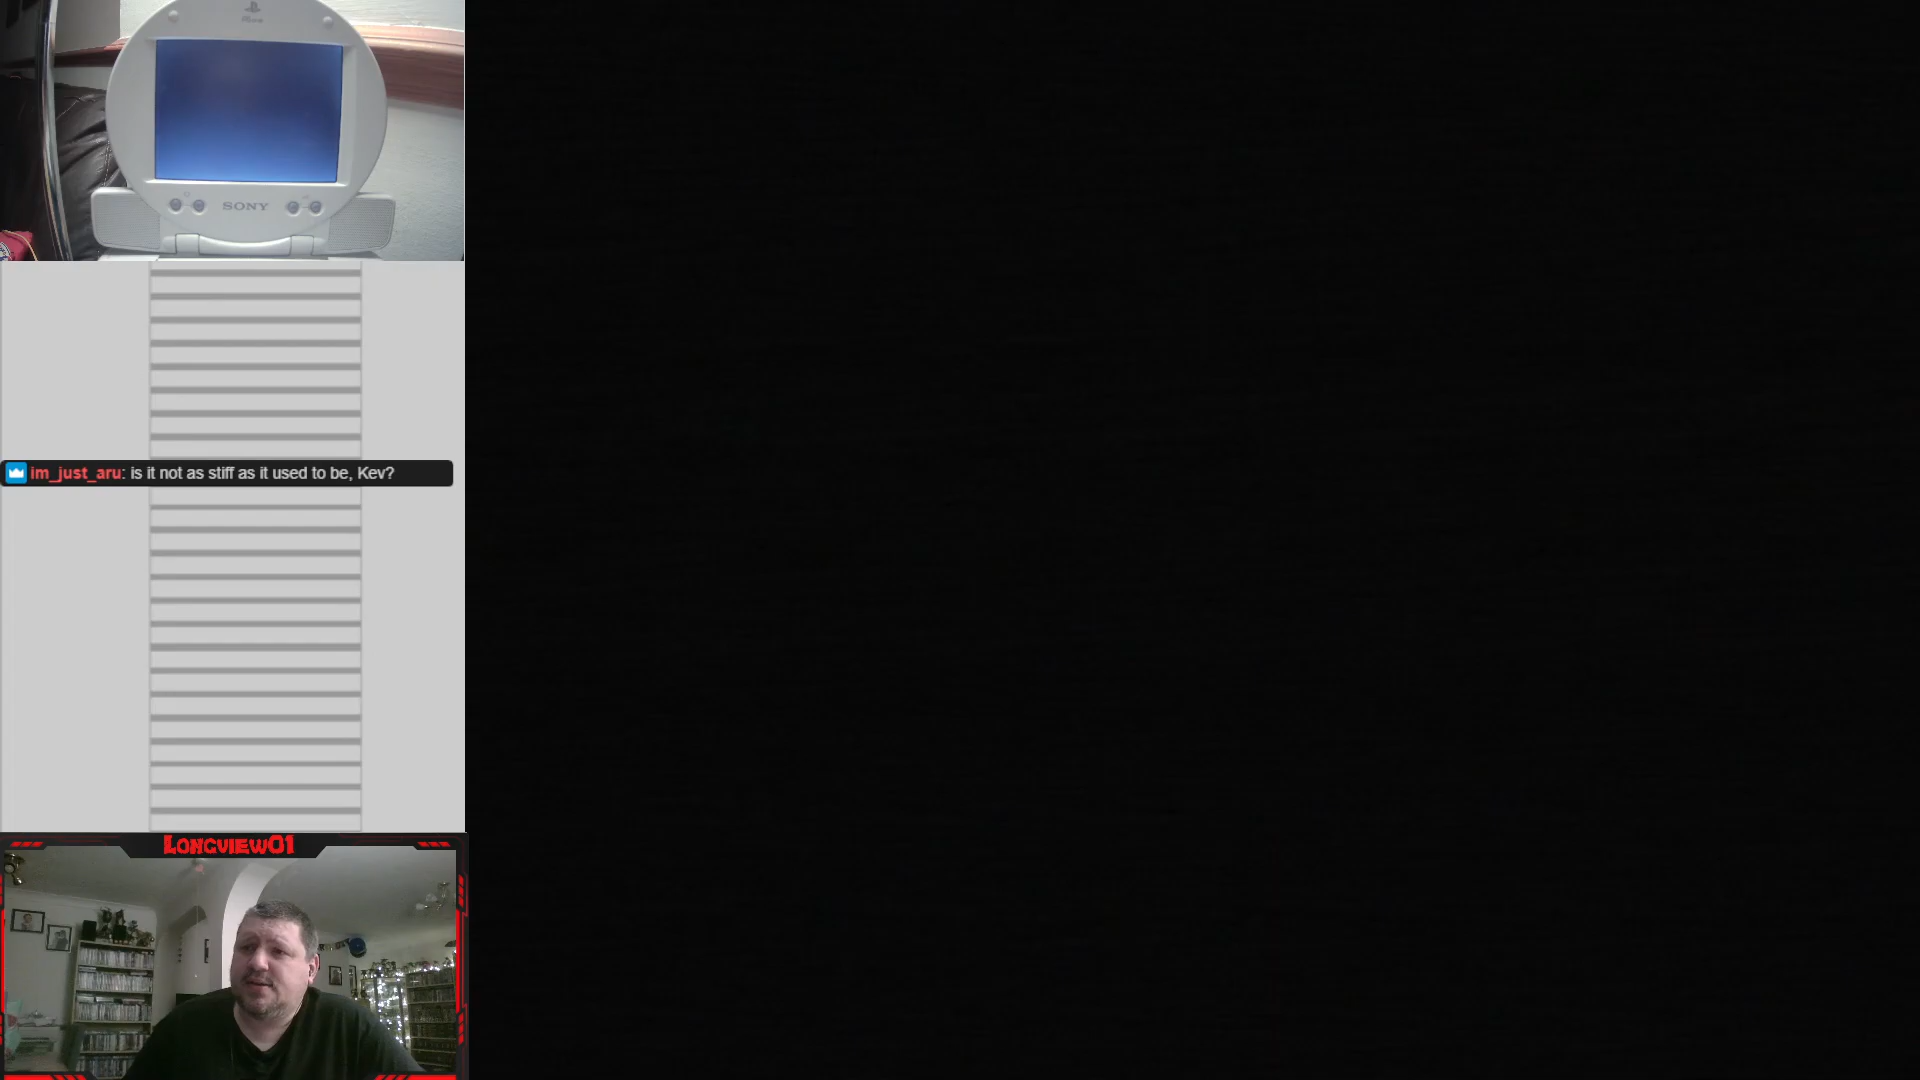 SONY
im_just_aru: is it not as stiff as it used to be, Kev?
Longview01